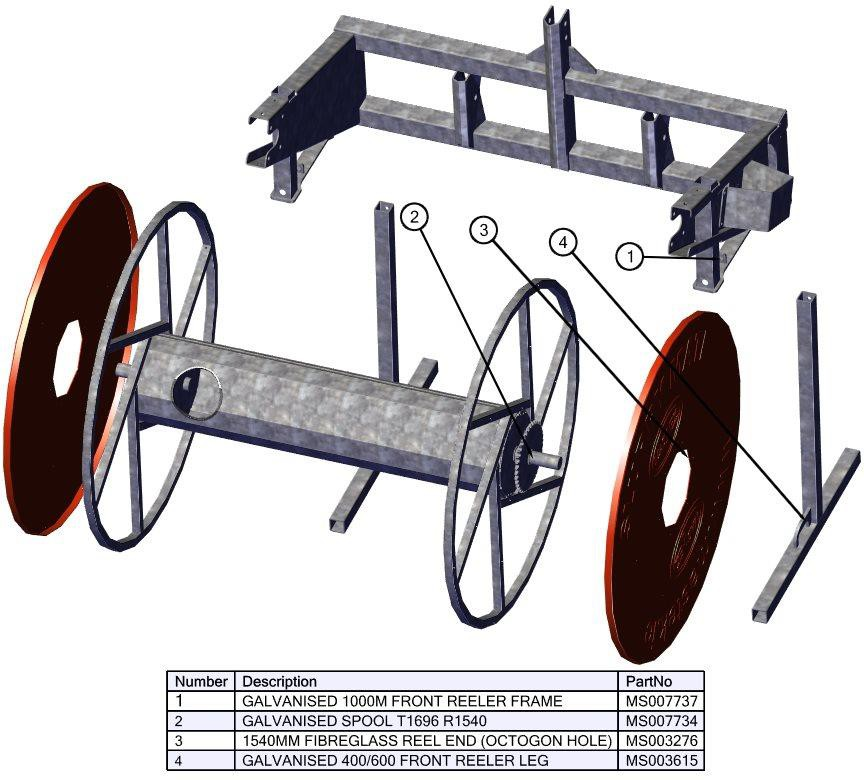 2
3
4
1
Number Description PartNo
1 GALVANISED 1000M FRONT REELER FRAME MS007737
2 GALVANISED SPOOL T1696 R1540 MS007734
3 1540MM FIBREGLASS REEL END (OCTOGON HOLE) MS003276
4 GALVANISED 400/600 FRONT REELER LEG MS003615